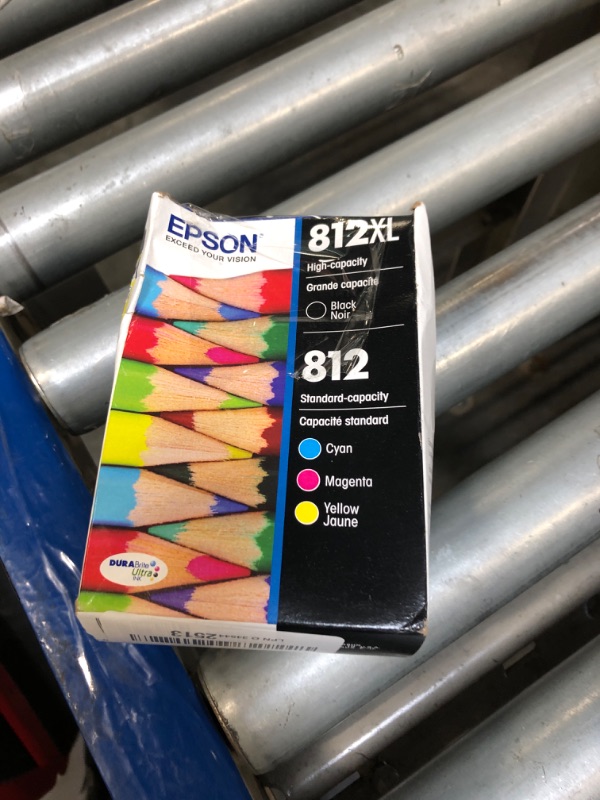 EPSON
EXCEED YOUR VISION
812XL
High-capacity
Grande capacité
Black
Noir
812
Standard-capacity
Capacité standard
Cyan
Magenta
Yellow
Jaune
DURABrite
Ultra
INK